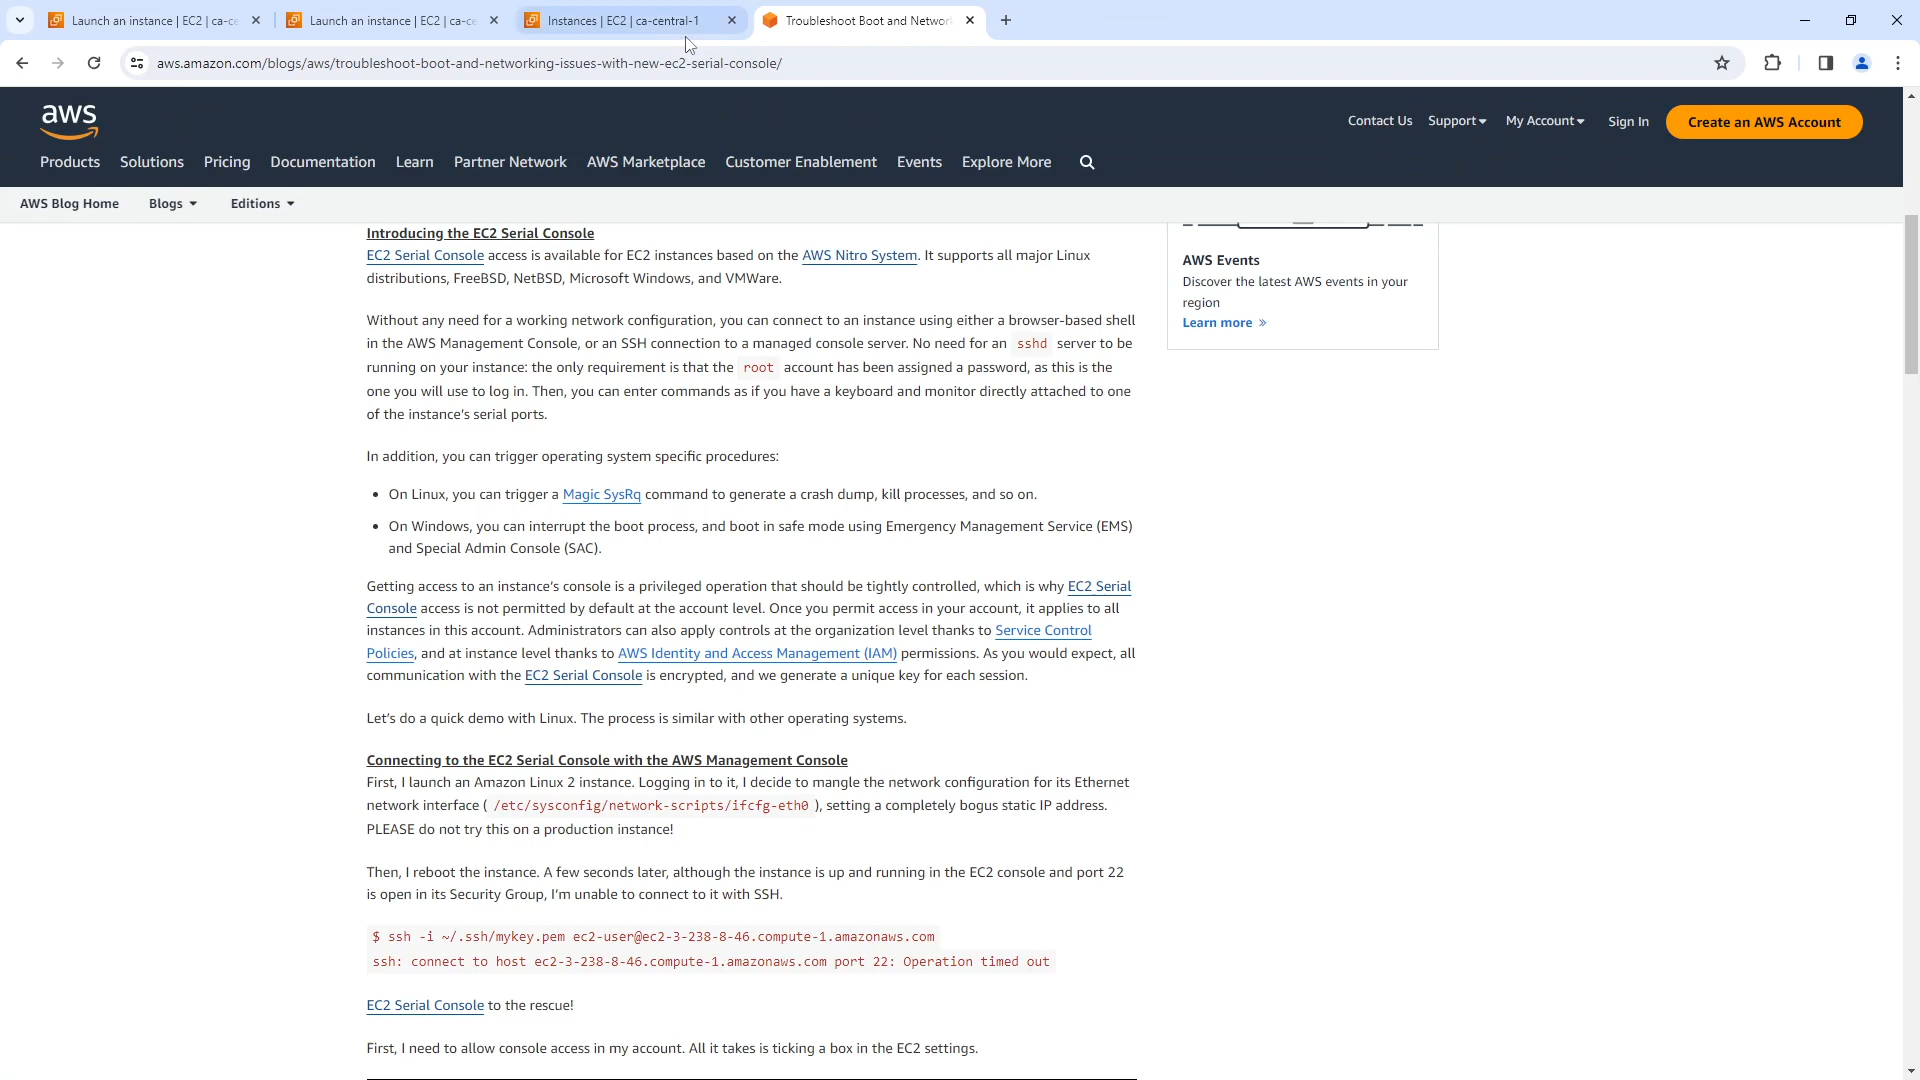 Launch an instance | EC2 | ca-ce
Launch an instance | EC2 | ca-ce
Instances | EC2 | ca-central-1
Troubleshoot Boot and Networ
aws.amazon.com/blogs/aws/troubleshoot-boot-and-networking-issues-with-new-ec2-serial-console/
aws
Contact Us
Support
My Account
Sign In
Create an AWS Account
Products
Solutions
Pricing
Documentation
Learn
Partner Network
AWS Marketplace
Customer Enablement
Events
Explore More
AWS Blog Home
Blogs
Editions
Introducing the EC2 Serial Console
EC2 Serial Console access is available for EC2 instances based on the AWS Nitro System. It supports all major Linux
distributions, FreeBSD, NetBSD, Microsoft Windows, and VMWare.
Without any need for a working network configuration, you can connect to an instance using either a browser-based shell
in the AWS Management Console, or an SSH connection to a managed console server. No need for an sshd server to be
running on your instance: the only requirement is that the root account has been assigned a password, as this is the
one you will use to log in. Then, you can enter commands as if you have a keyboard and monitor directly attached to one
of the instance's serial ports.
In addition, you can trigger operating system specific procedures:
• On Linux, you can trigger a Magic SysRq command to generate a crash dump, kill processes, and so on.
• On Windows, you can interrupt the boot process, and boot in safe mode using Emergency Management Service (EMS)
and Special Admin Console (SAC).
Getting access to an instance's console is a privileged operation that should be tightly controlled, which is why EC2 Serial
Console access is not permitted by default at the account level. Once you permit access in your account, it applies to all
instances in this account. Administrators can also apply controls at the organization level thanks to Service Control
Policies, and at instance level thanks to AWS Identity and Access Management (IAM) permissions. As you would expect, all
communication with the EC2 Serial Console is encrypted, and we generate a unique key for each session.
Let's do a quick demo with Linux. The process is similar with other operating systems.
Connecting to the EC2 Serial Console with the AWS Management Console
First, I launch an Amazon Linux 2 instance. Logging in to it, I decide to mangle the network configuration for its Ethernet
network interface ( /etc/sysconfig/network-scripts/ifcfg-eth0 ), setting a completely bogus static IP address.
PLEASE do not try this on a production instance!
Then, I reboot the instance. A few seconds later, although the instance is up and running in the EC2 console and port 22
is open in its Security Group, I'm unable to connect to it with SSH.
$ ssh -i ~/.ssh/mykey.pem ec2-user@ec2-3-238-8-46.compute-1.amazonaws.com
ssh: connect to host ec2-3-238-8-46.compute-1.amazonaws.com port 22: Operation timed out
EC2 Serial Console to the rescue!
First, I need to allow console access in my account. All it takes is ticking a box in the EC2 settings.
AWS Events
Discover the latest AWS events in your
region
Learn more »